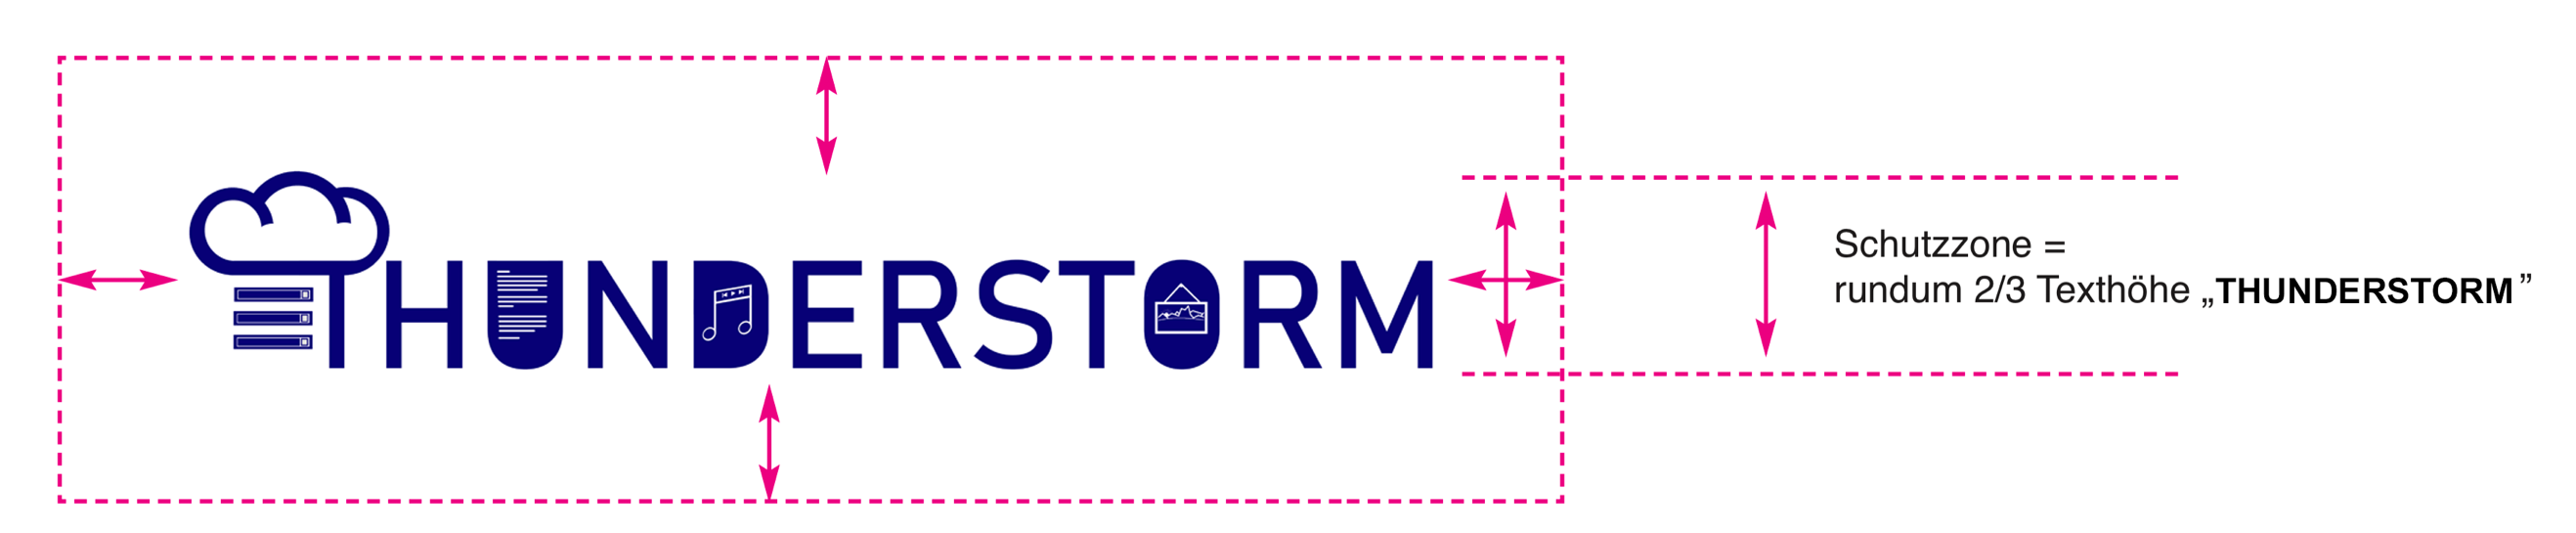 THUNDERSTORM
Schutzzone =
rundum 2/3 Texthöhe „THUNDERSTORM”